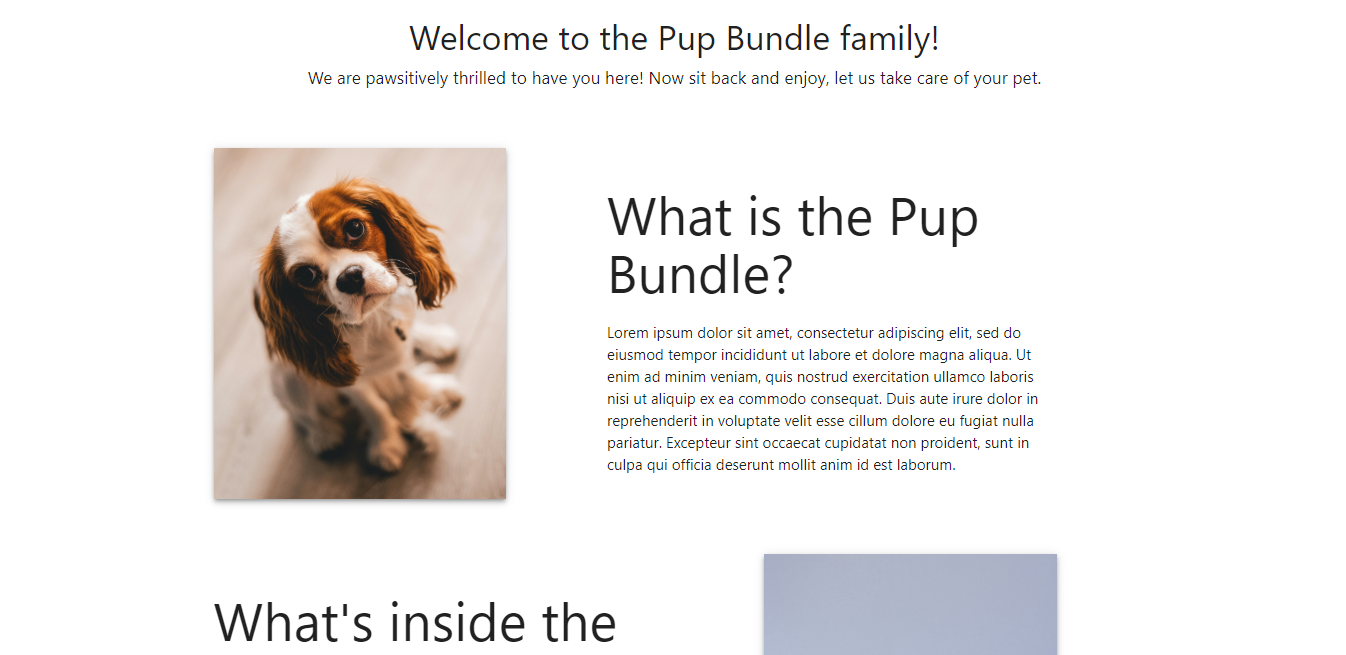 Welcome to the Pup Bundle family!
We are pawsitively thrilled to have you here! Now sit back and enjoy, let us take care of your pet.
What is the Pup
Bundle?
Lorem ipsum dolor sit amet, consectetur adipiscing elit, sed do
eiusmod tempor incididunt ut labore et dolore magna aliqua. Ut
enim ad minim veniam, quis nostrud exercitation ullamco laboris
nisi ut aliquip ex ea commodo consequat. Duis aute irure dolor in
reprehenderit in voluptate velit esse cillum dolore eu fugiat nulla
pariatur. Excepteur sint occaecat cupidatat non proident, sunt in
culpa qui officia deserunt mollit anim id est laborum.
What's inside the